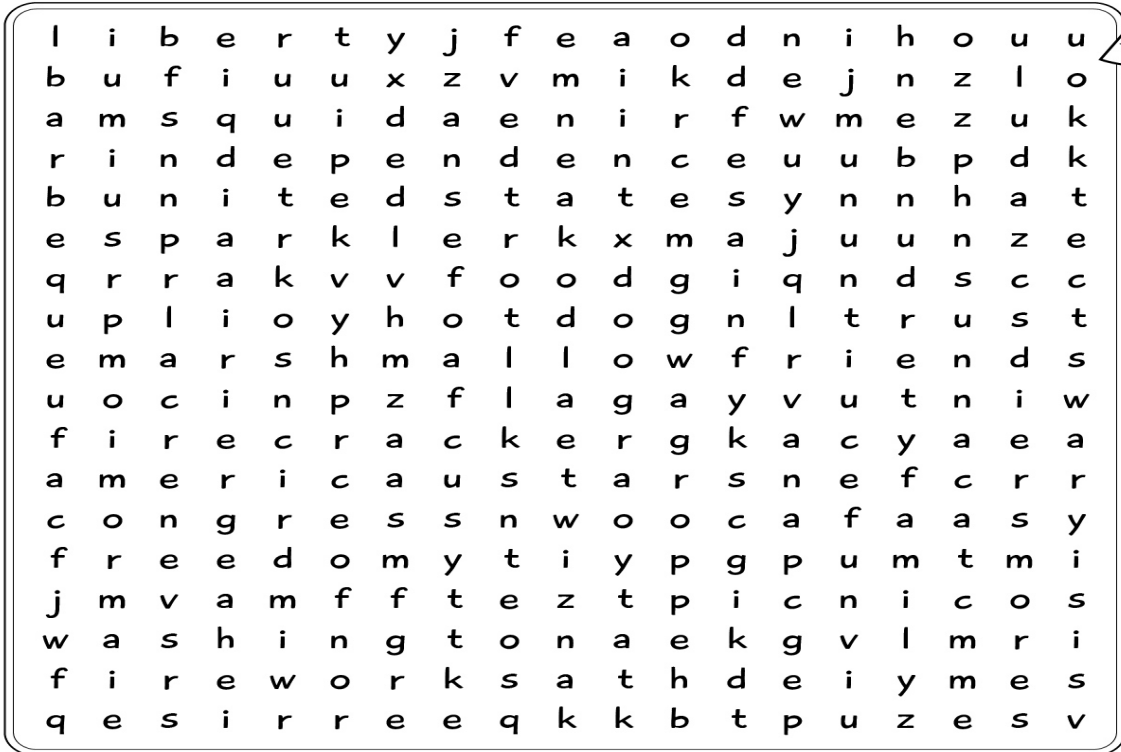 l i b e r t y j f e a o d n i h o u u
b u f i u u x z v m i k d e j n z l o
a m s q u i d a e n i r f w m e z u k
r i n d e p e n d e n c e u u b p d k
b u n i t e d s t a t e s y n n h a t
e s p a r k l e r k x m a j u u n z e
q r r a k v v f o o d g i q n d s c c
u p l i o y h o t d o g n l t r u s t
e m a r s h m a l l o w f r i e n d s
u o c i n p z f l a g a y v u t n i w
f i r e c r a c k e r g k a c y a e a
a m e r i c a u s t a r s n e f c r r
c o n g r e s s n w o o c a f a a s y
f r e e d o m y t i y p g p u m t m i
j m v a m f f t e z t p i c n i c o s
w a s h i n g t o n a e k g v l m r i
f i r e w o r k s a t h d e i y m e s
q e s i r r e e q k k b t p u z e s v